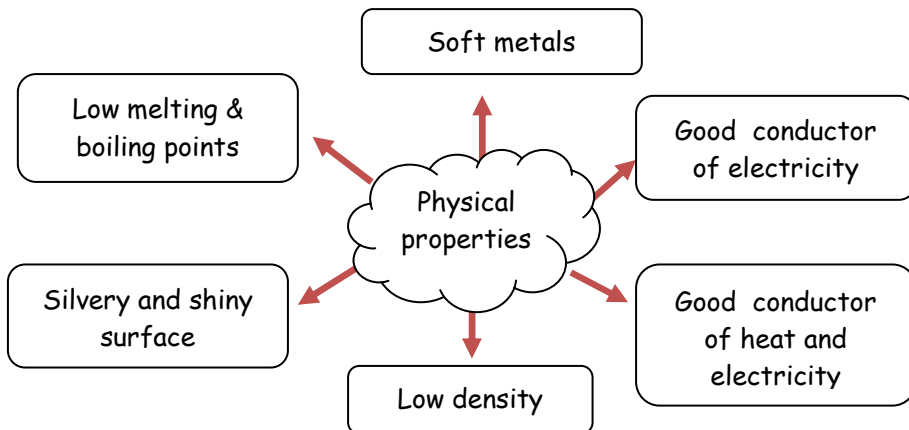 Soft metals
Low melting &
boiling points
Good conductor
of electricity
Physical
properties
Silvery and shiny
surface
Good conductor
of heat and
electricity
Low density